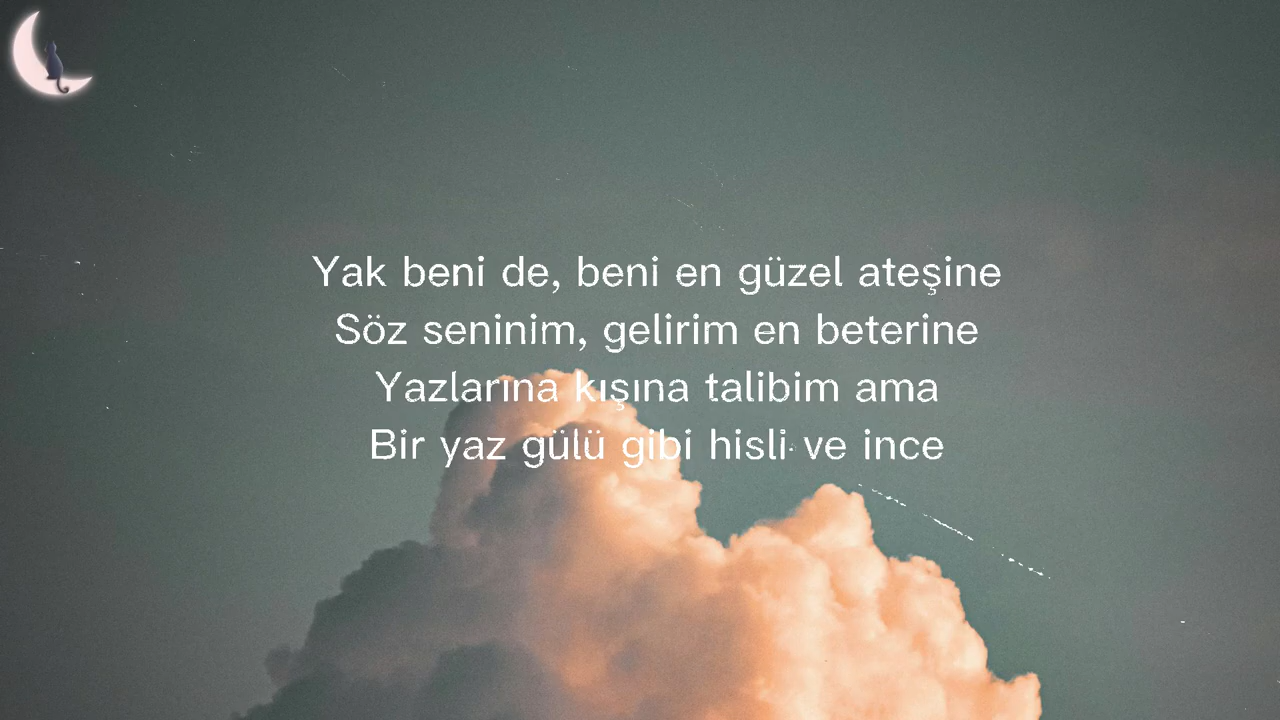 Yak beni de, beni en güzel ateşine
Söz seninim, gelirim en beterine
Yazlarına kışına talibim ama
Bir yaz gülü gibi hisli ve ince